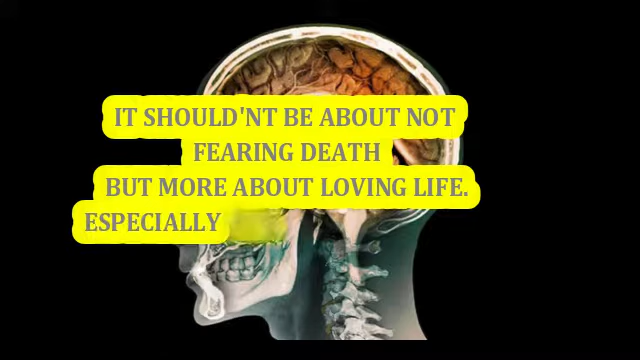 IT SHOULD'NT BE ABOUT NOT
FEARING DEATH
BUT MORE ABOUT LOVING LIFE.
ESPECIALLY